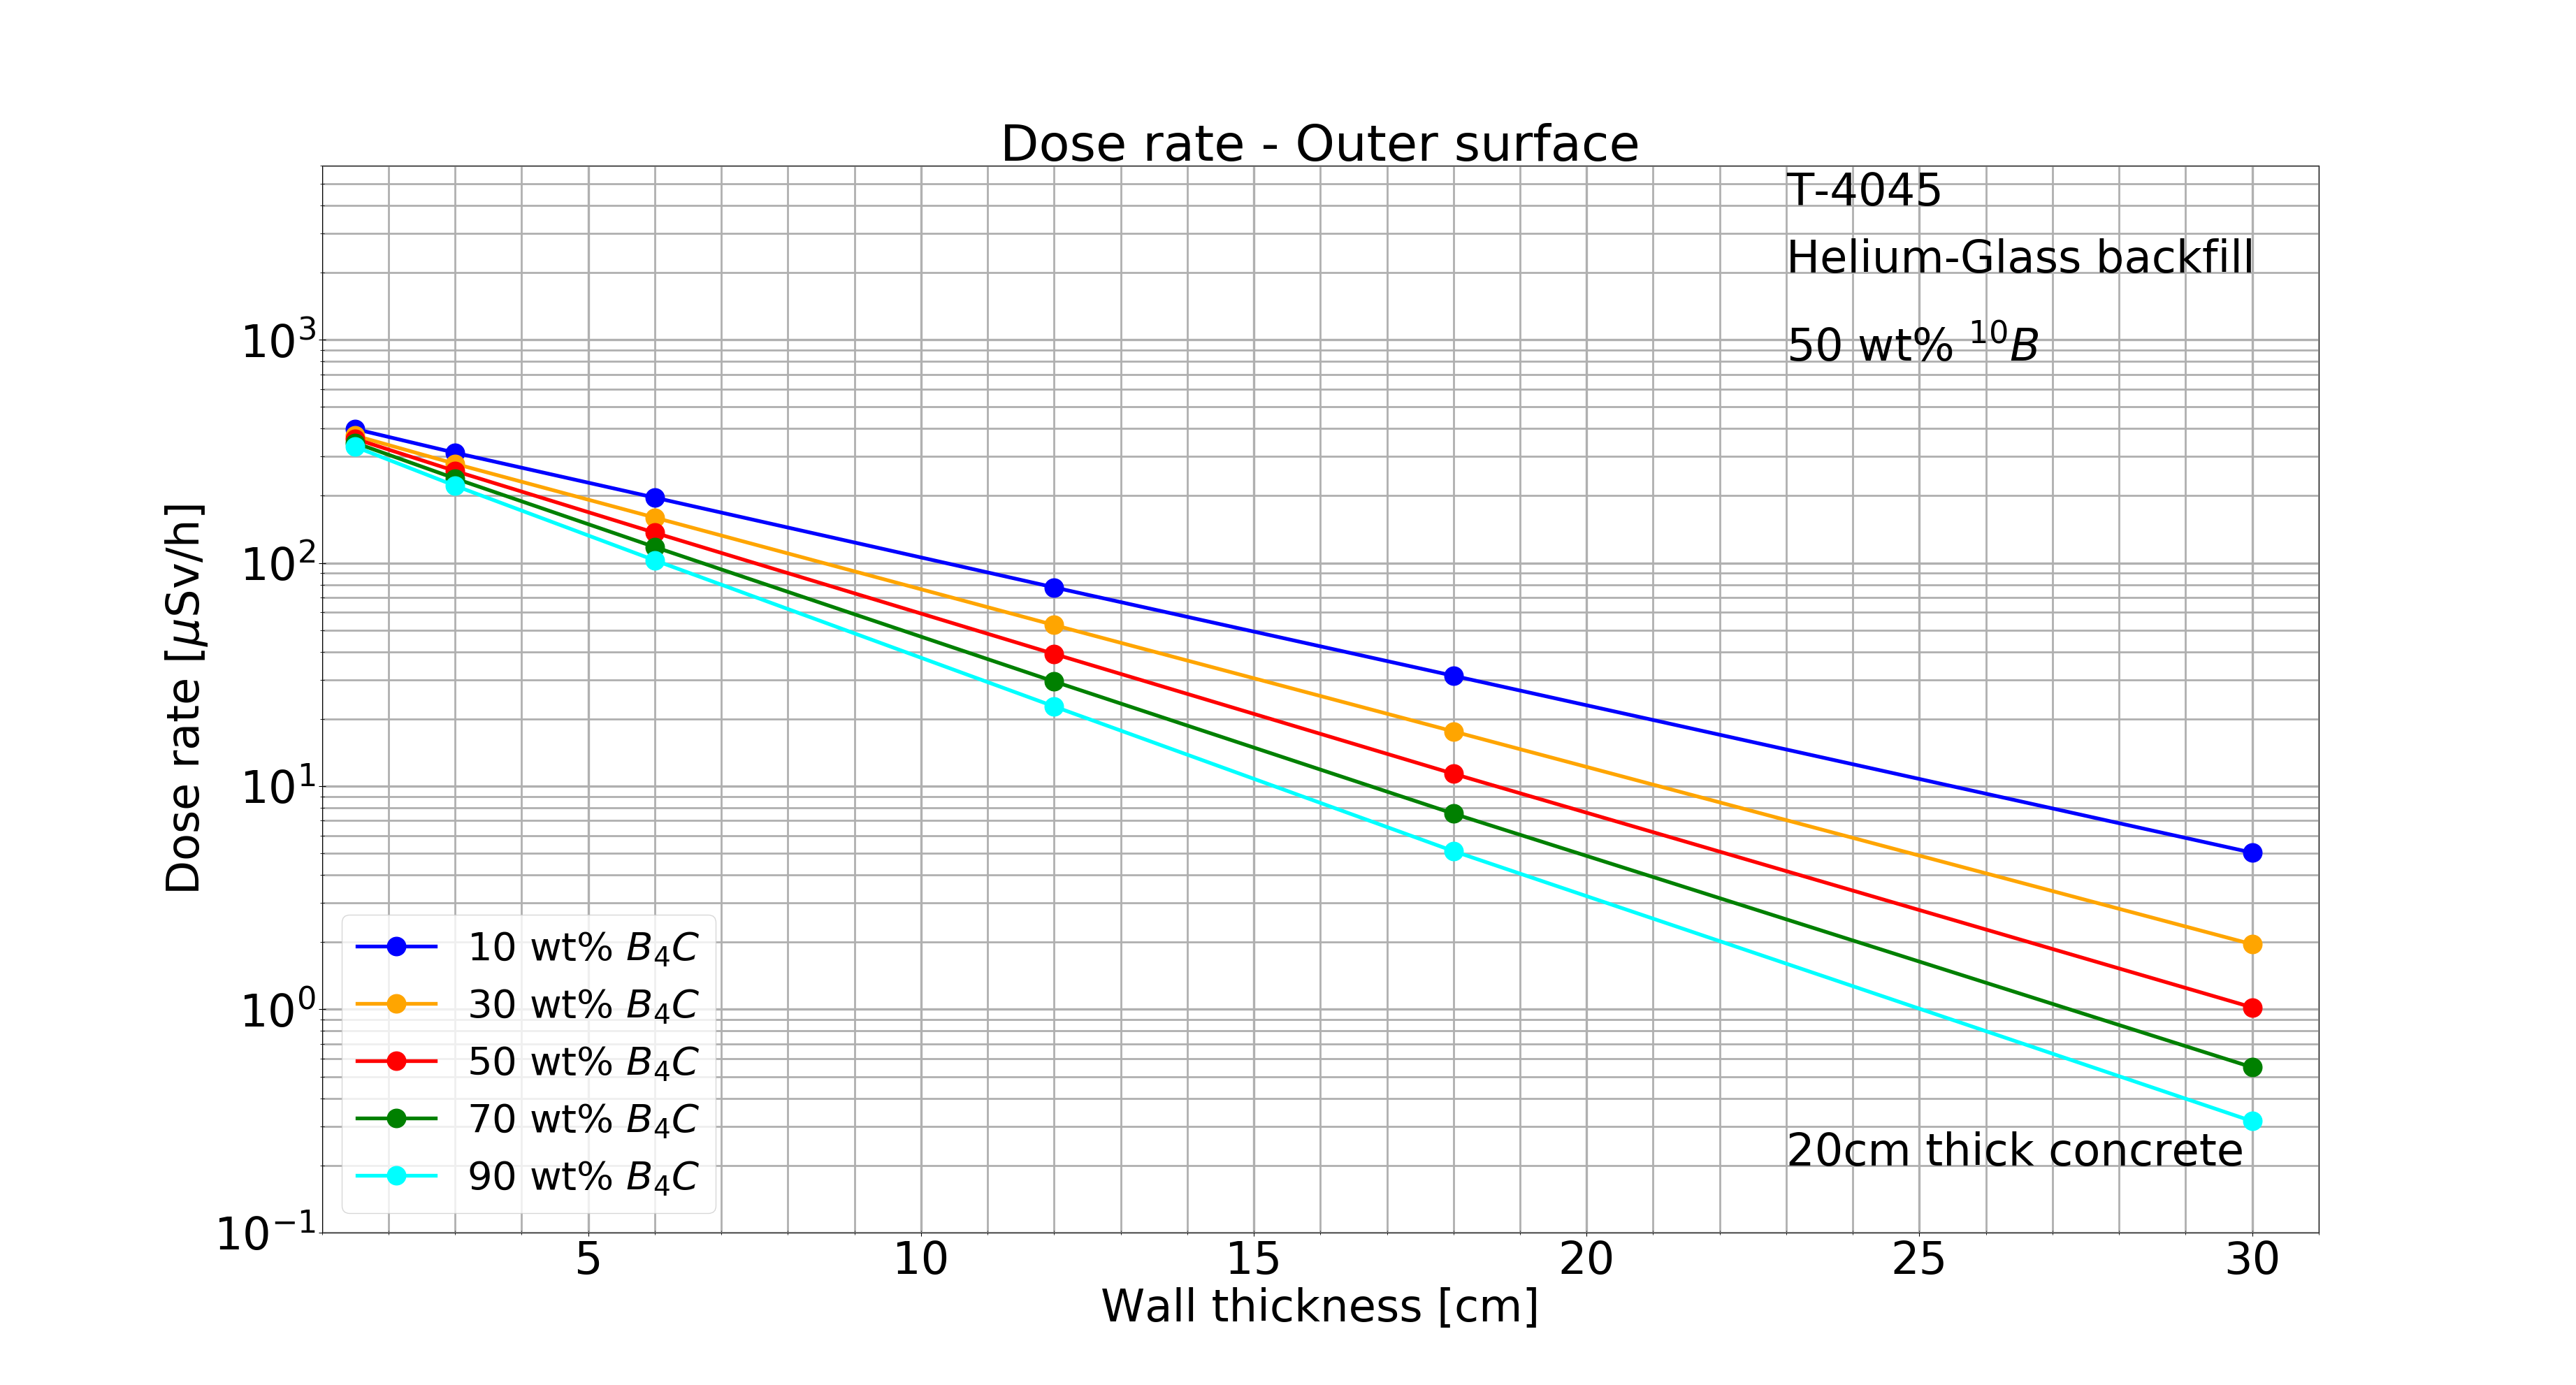 Dose rate - Outer surface
T-4045
Helium-Glass backfill
50 wt% $^{10}B$
10³
10²
10¹
10⁰
10⁻¹
Dose rate [μSv/h]
10 wt% B₄C
30 wt% B₄C
50 wt% B₄C
70 wt% B₄C
90 wt% B₄C
20cm thick concrete
5 10 15 20 25 30
Wall thickness [cm]